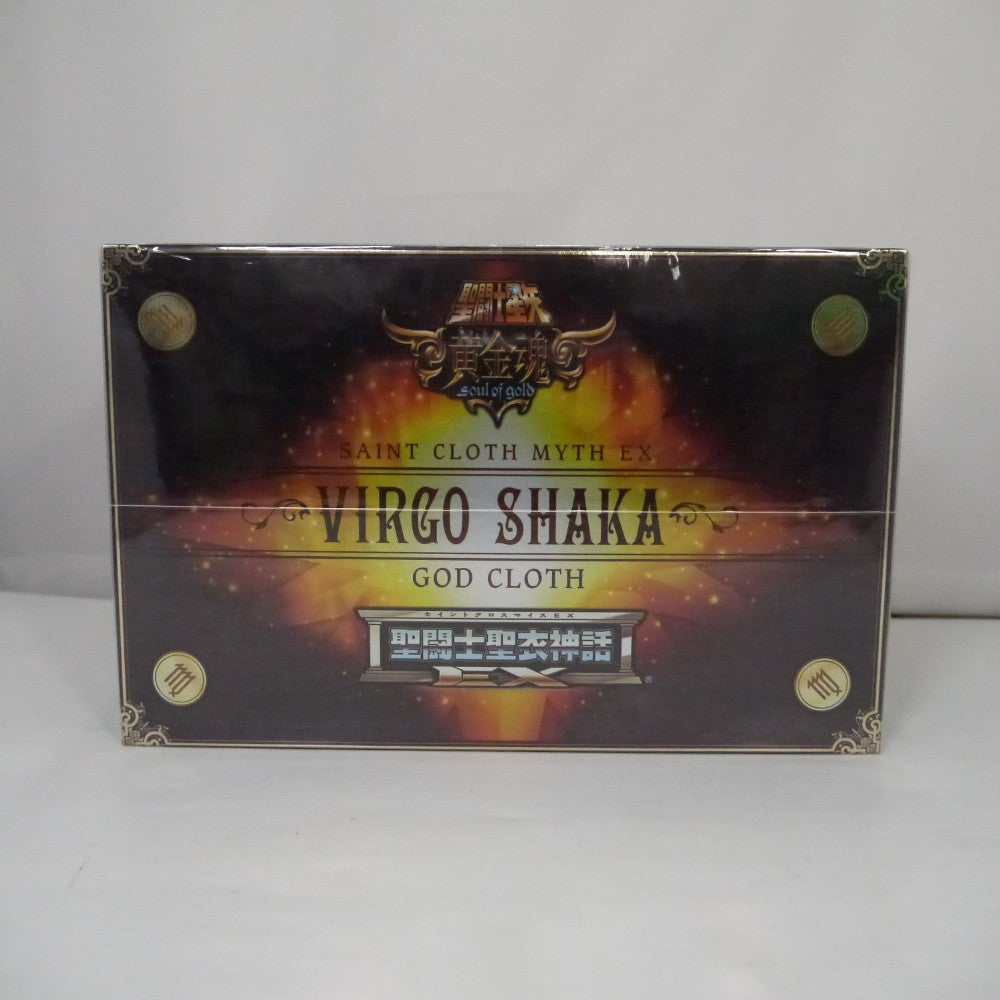 聖闘士星矢
黄金魂
soul of gold
SAINT CLOTH MYTH EX
VIRGO SHAKA
GOD CLOTH
セイントクロスマイスEX
聖闘士聖衣神話
EX
®